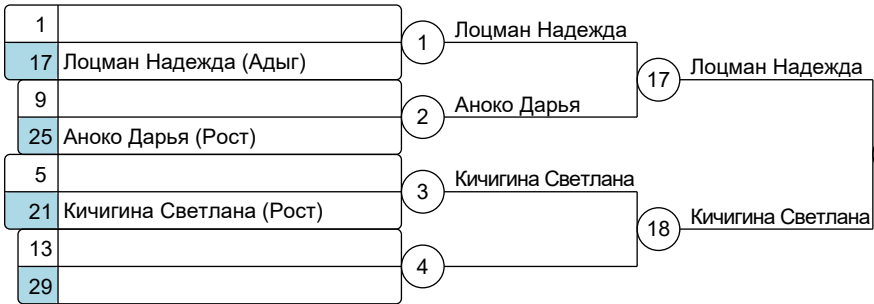 1
17 Лоцман Надежда (Адыг)
9
25 Аноко Дарья (Рост)
5
21 Кичигина Светлана (Рост)
13
29
1 Лоцман Надежда
2 Аноко Дарья
3 Кичигина Светлана
4
17 Лоцман Надежда
18 Кичигина Светлана